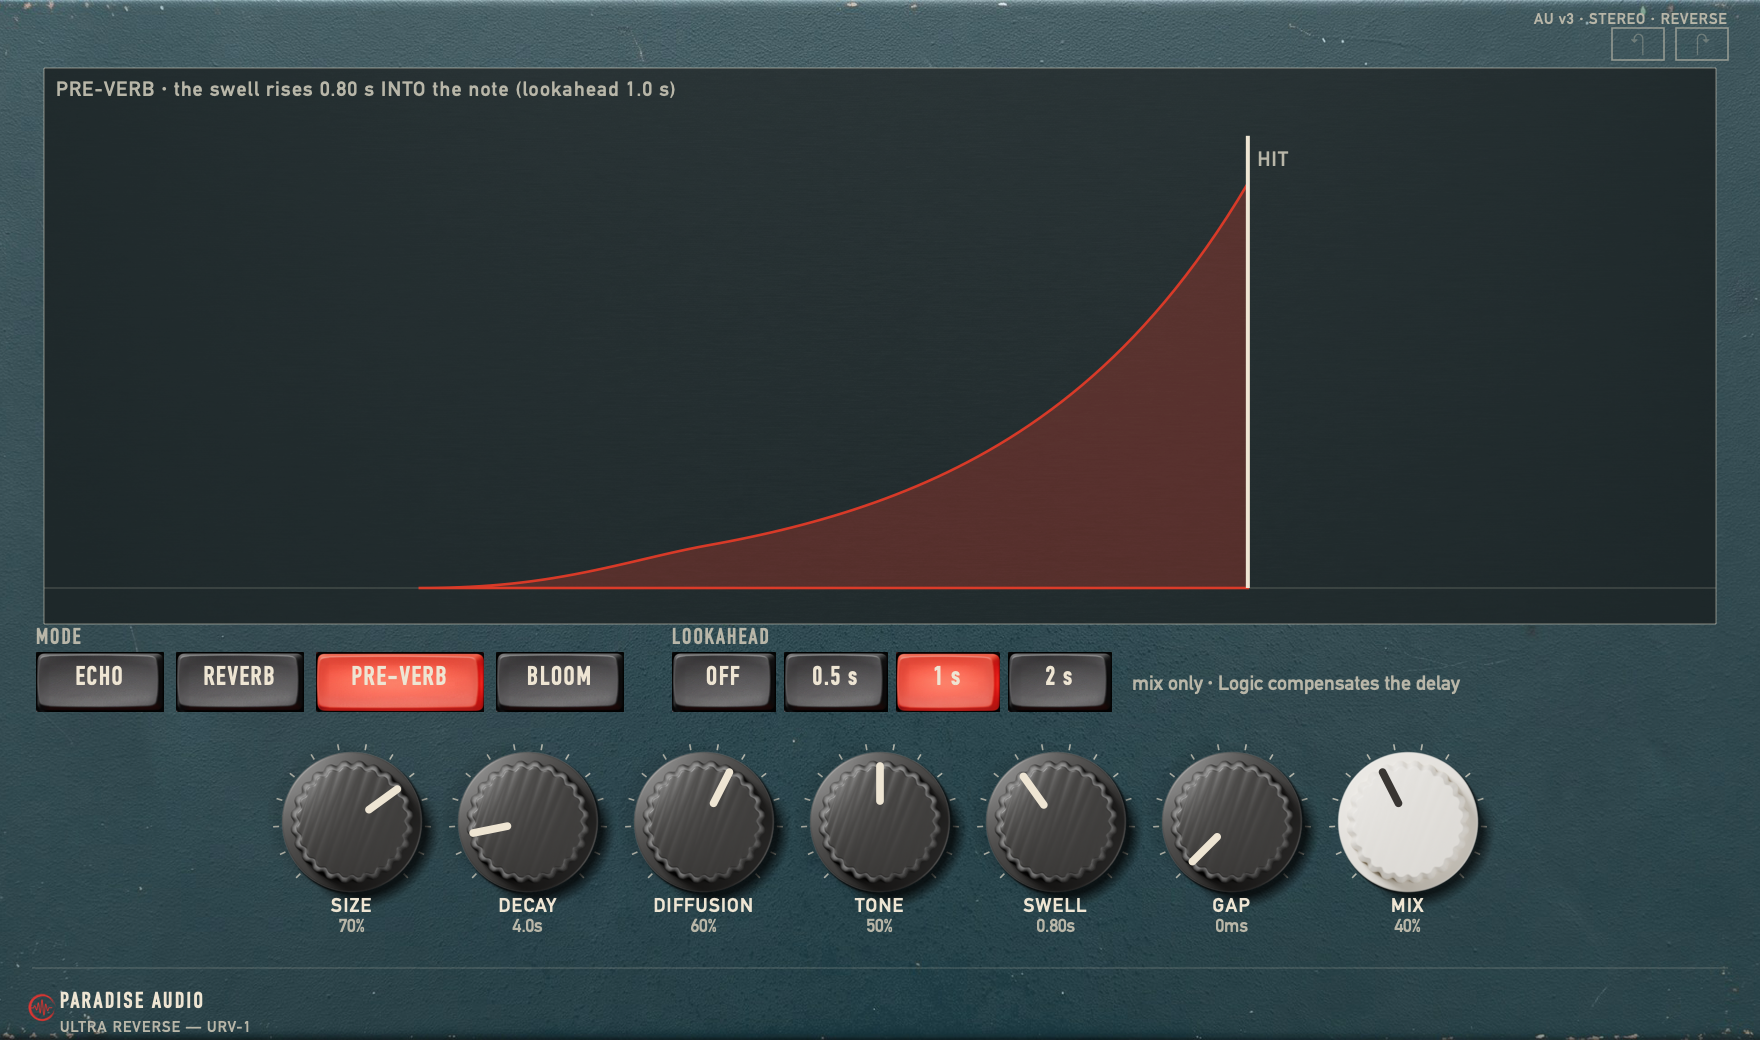 AU v3 · STEREO · REVERSE
PRE-VERB · the swell rises 0.80 s INTO the note (lookahead 1.0 s)
HIT
MODE
LOOKAHEAD
ECHO
REVERB
PRE-VERB
BLOOM
OFF
0.5 s
1 s
2 s
mix only · Logic compensates the delay
SIZE
DECAY
DIFFUSION
TONE
SWELL
GAP
MIX
70%
4.0s
60%
50%
0.80s
0ms
40%
PARADISE AUDIO
ULTRA REVERSE — URV-1